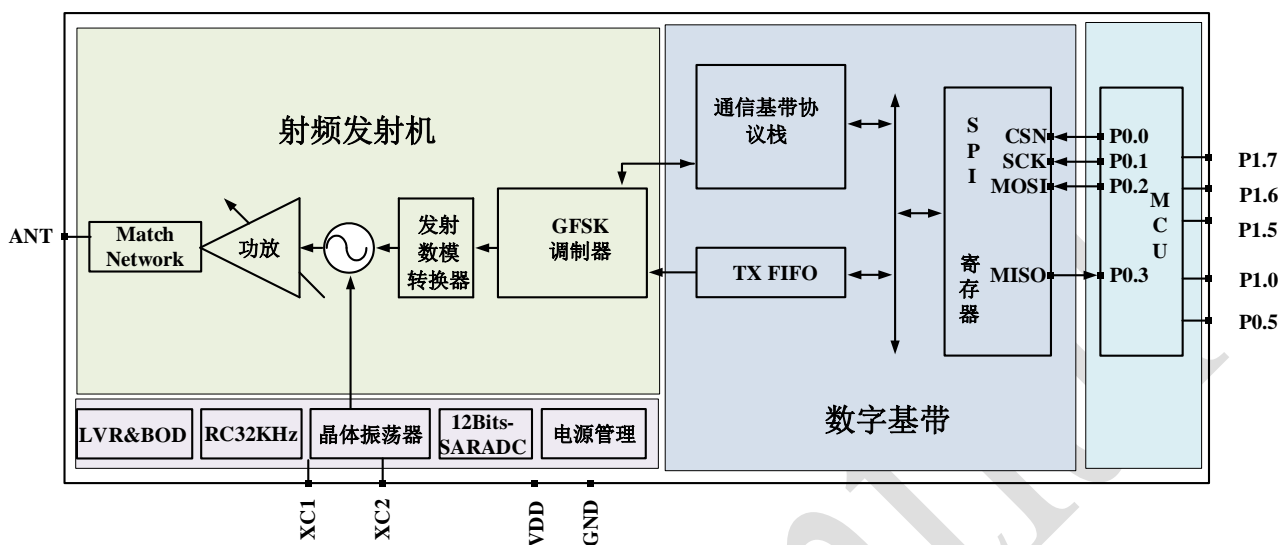 射频发射机
ANT
Match
Network
功放
发射
数模
转换器
GFSK
调制器
通信基带协
议栈
TX FIFO
SPI
寄存器
CSN
SCK
MOSI
MISO
数字基带
P0.0
P0.1
P0.2
P0.3
MCU
P1.7
P1.6
P1.5
P1.0
P0.5
LVR&BOD
RC32KHz
晶体振荡器
12Bits-
SARADC
电源管理
XC1
XC2
VDD
GND